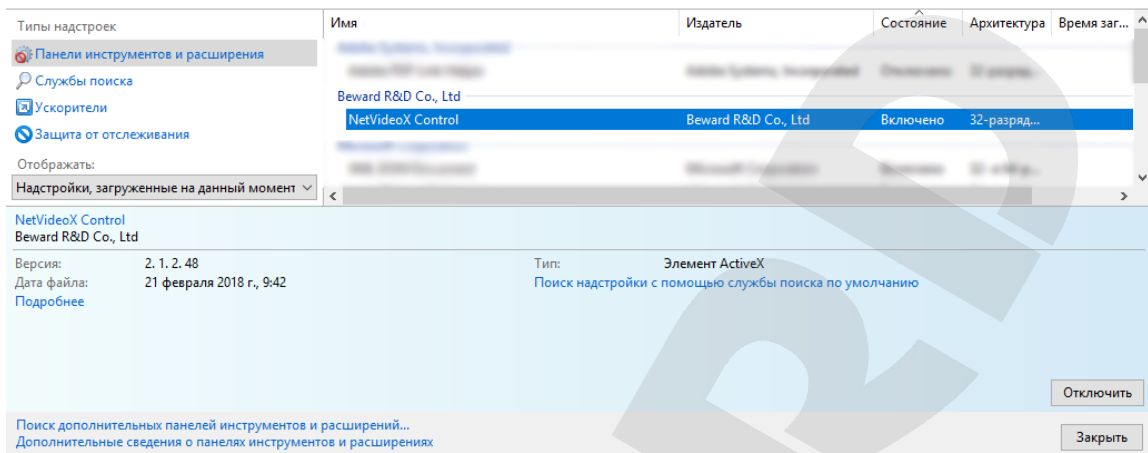 Типы надстроек
Панели инструментов и расширения
Службы поиска
Ускорители
Защита от отслеживания
Отображать:
Надстройки, загруженные на данный момент
Имя Издатель Состояние Архитектура Время заг...
Beward R&D Co., Ltd
NetVideoX Control Beward R&D Co., Ltd Включено 32-разряд...
NetVideoX Control
Beward R&D Co., Ltd
Версия: 2. 1. 2. 48 Тип: Элемент ActiveX
Дата файла: 21 февраля 2018 г., 9:42 Поиск надстройки с помощью службы поиска по умолчанию
Подробнее
Отключить
Поиск дополнительных панелей инструментов и расширений...
Дополнительные сведения о панелях инструментов и расширениях
Закрыть